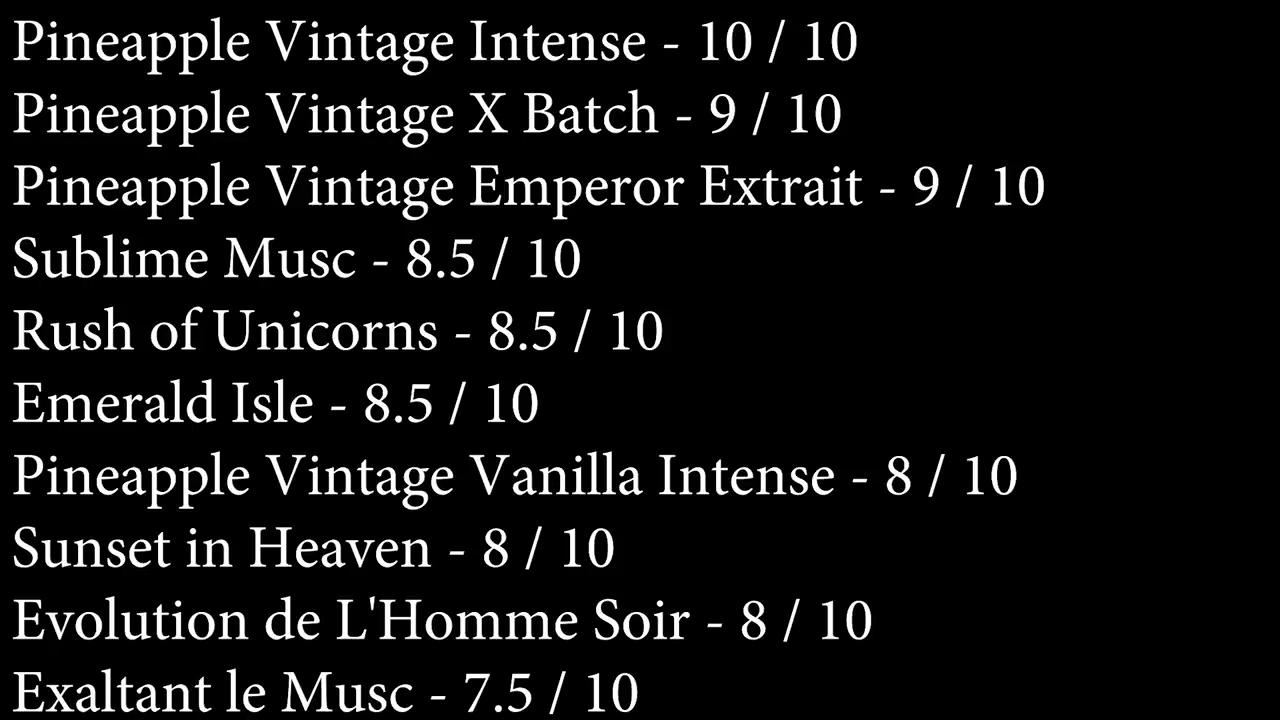 Pineapple Vintage Intense - 10 / 10
Pineapple Vintage X Batch - 9 / 10
Pineapple Vintage Emperor Extrait - 9 / 10
Sublime Musc - 8.5 / 10
Rush of Unicorns - 8.5 / 10
Emerald Isle - 8.5 / 10
Pineapple Vintage Vanilla Intense - 8 / 10
Sunset in Heaven - 8 / 10
Evolution de L'Homme Soir - 8 / 10
Exaltant le Musc - 7.5 / 10